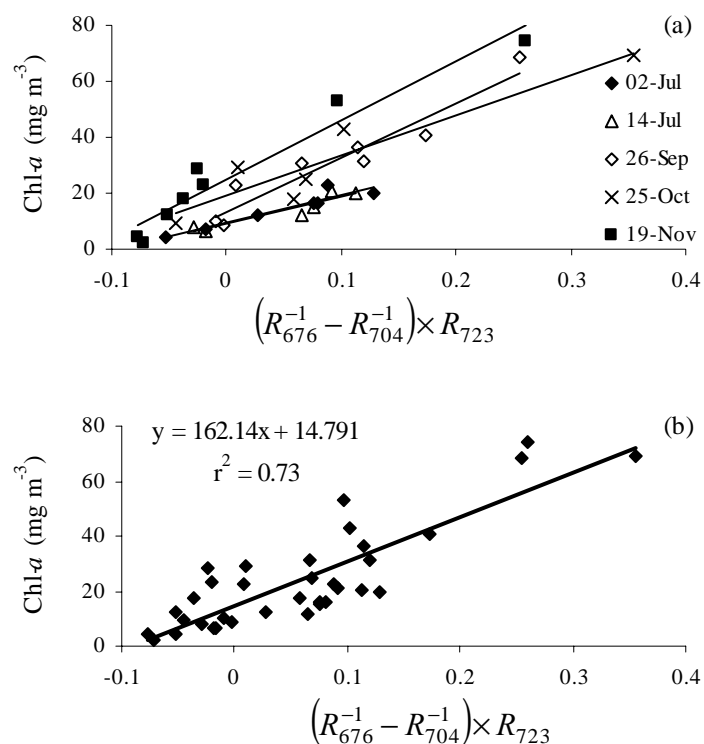 (a)
80
60
40
20
0
Chl-a (mg m⁻³)
02-Jul
14-Jul
26-Sep
25-Oct
19-Nov
-0.1 0 0.1 0.2 0.3 0.4
(R₆₇₆⁻¹ − R₇₀₄⁻¹) × R₇₂₃
(b)
80
60
40
20
0
Chl-a (mg m⁻³)
y = 162.14x + 14.791
r² = 0.73
-0.1 0 0.1 0.2 0.3 0.4
(R₆₇₆⁻¹ − R₇₀₄⁻¹) × R₇₂₃